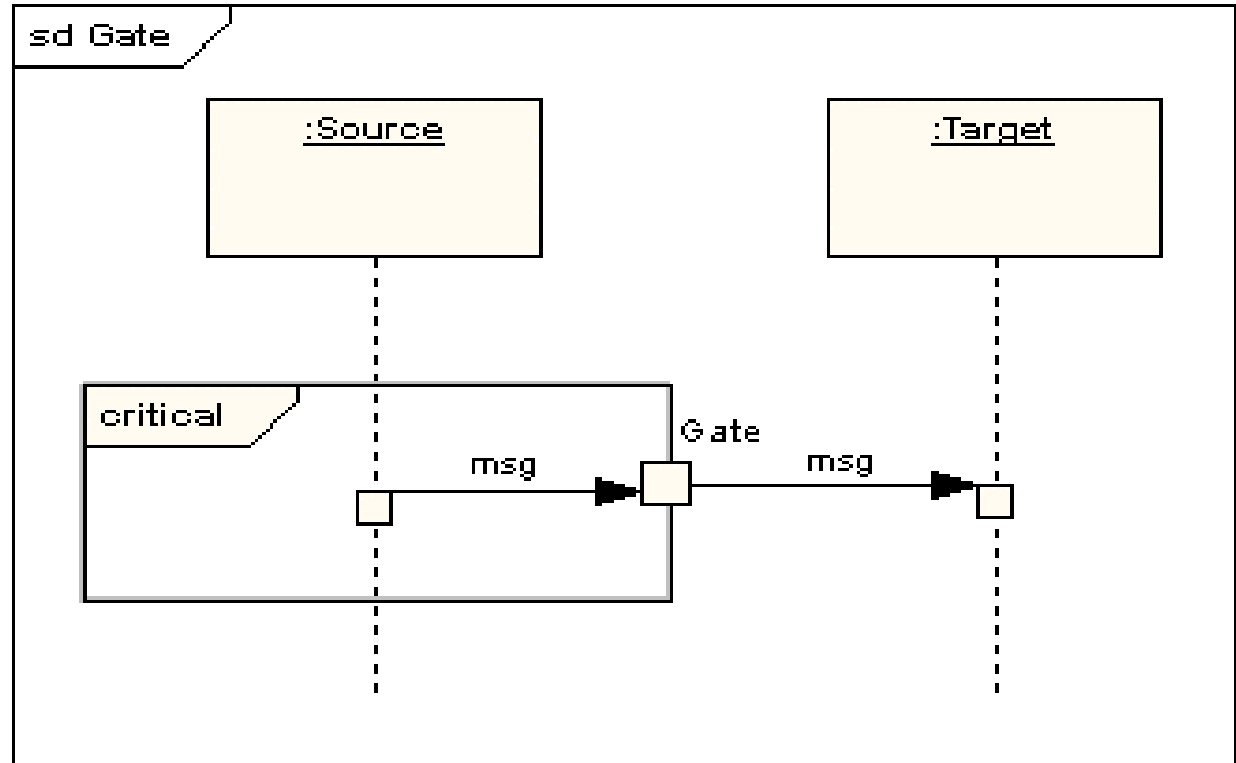 sd Gate
:Source
:Target
critical
Gate
msg
msg